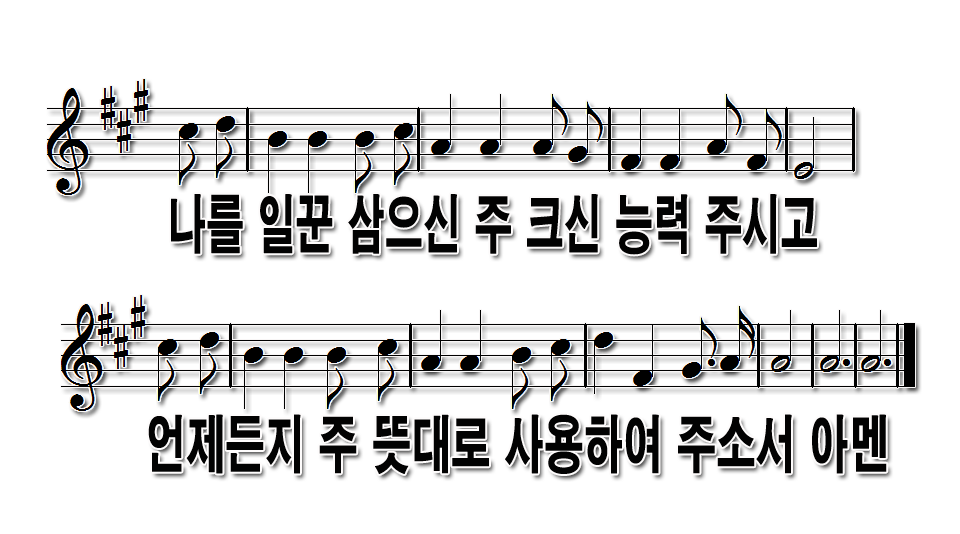 나를 일꾼 삼으신 주 크신 능력 주시고
언제든지 주 뜻대로 사용하여 주소서 아멘